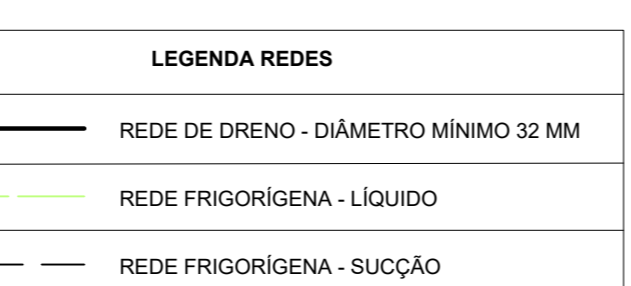 LEGENDA REDES
REDE DE DRENO - DIÂMETRO MÍNIMO 32 MM
REDE FRIGORÍGENA - LÍQUIDO
REDE FRIGORÍGENA - SUCÇÃO